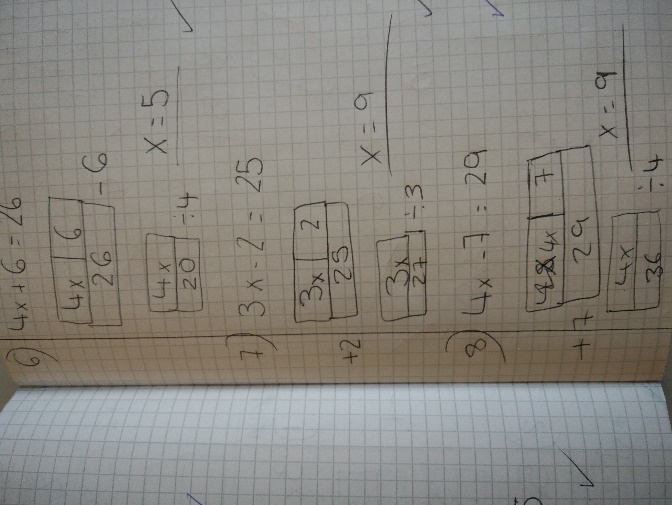 6) 4x+6=26
4x | 6
26 -6
4x
20 ÷4 x=5
7) 3x-2=25
3x | 2
+2 25
3x
27 ÷3 x=9
8) 4x-7=29
4x | 7
+7 29
4x
36 ÷4 x=9